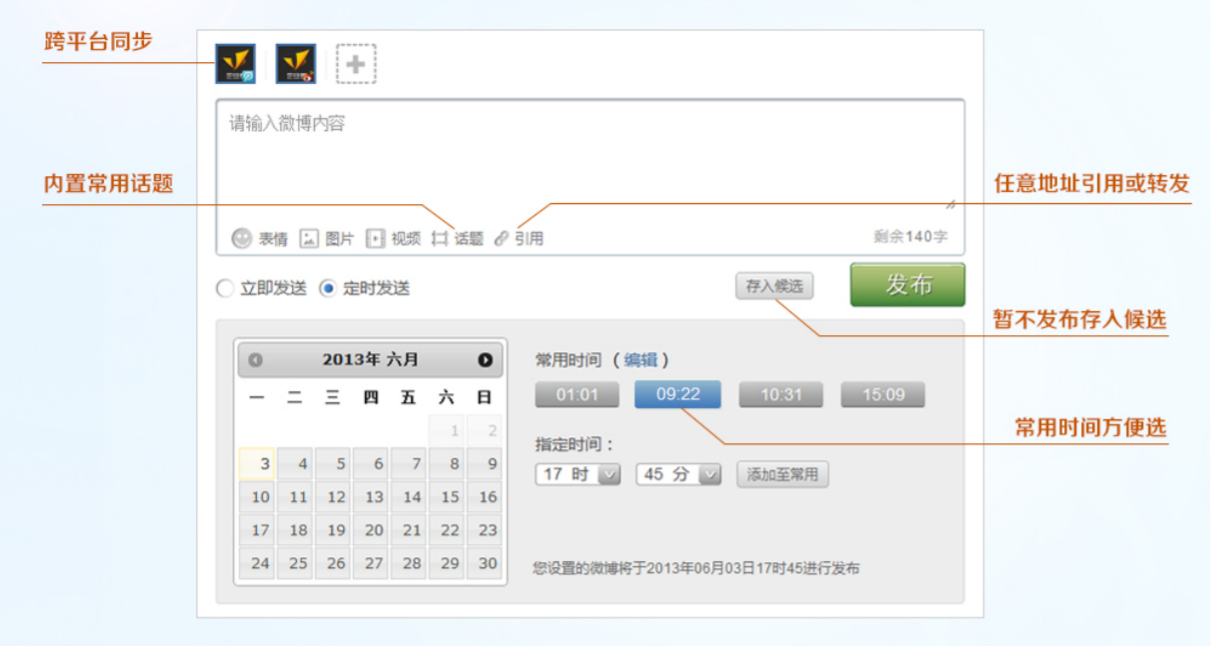 跨平台同步
请输入微博内容
内置常用话题
任意地址引用或转发
表情 图片 视频 话题 引用
剩余140字
立即发送 定时发送
存入候选
发布
暂不发布存入候选
2013年 六月
常用时间 (编辑)
一 二 三 四 五 六 日
01:01 09:22 10:31 15:09
1 2
常用时间方便选
指定时间:
3 4 5 6 7 8 9
17 时 45 分 添加至常用
10 11 12 13 14 15 16
17 18 19 20 21 22 23
24 25 26 27 28 29 30
您设置的微博将于2013年06月03日17时45进行发布